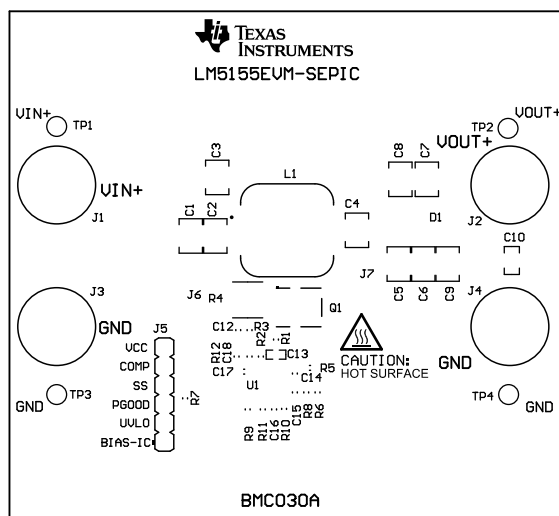 TEXAS
INSTRUMENTS
LM5155EVM-SEPIC
VIN+
TP1
VOUT+
TP2
VOUT+
C3
C8
C7
L1
VIN+
C1
C2
C4
D1
J1
J2
C10
J6
R4
J7
C5
C6
C9
J3
J4
Q1
GND
J5
C12
R3
R2
R1
GND
VCC
COMP
SS
PGOOD
UVLO
BIAS-IC
R12
C18
C13
CAUTION:
HOT SURFACE
C17
U1
R5
C14
TP3
GND
R7
TP4
GND
R9
R11
C16
R10
C15
R8
R6
BMC030A